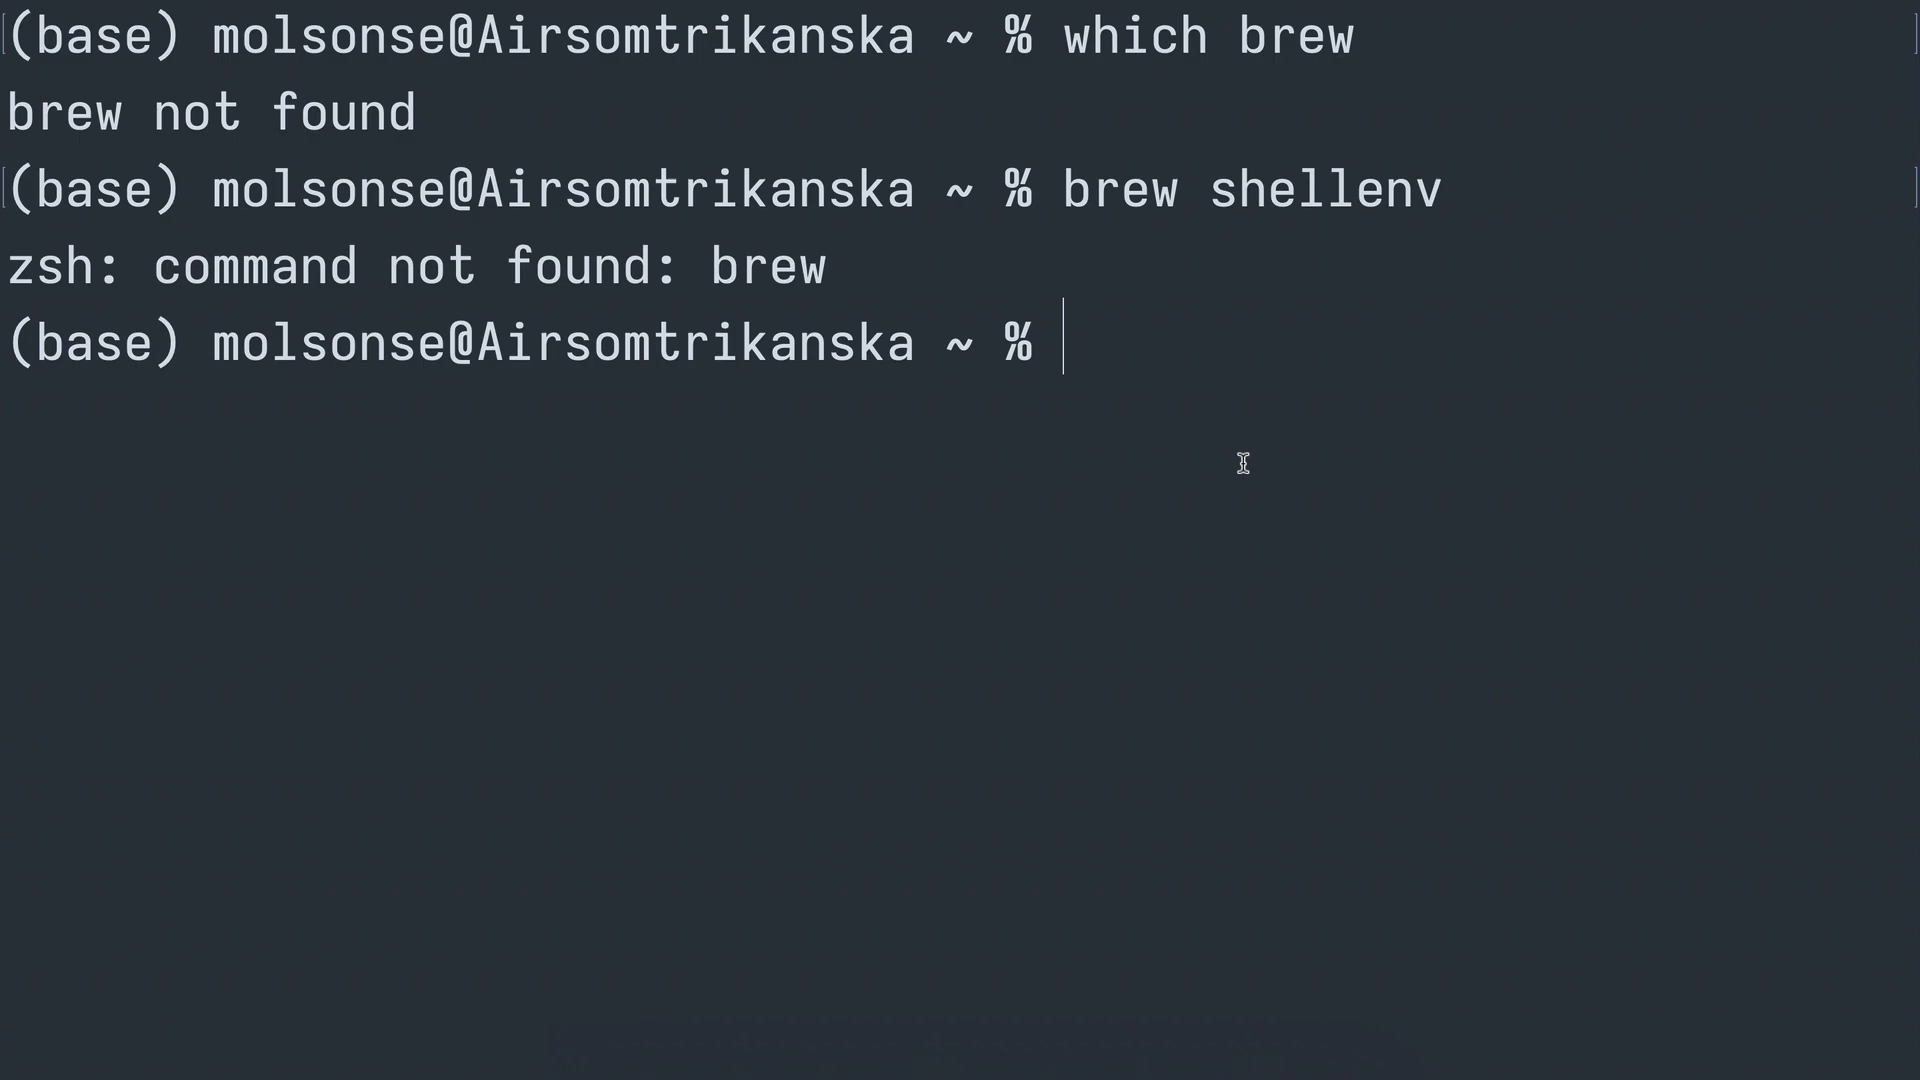 (base) molsonse@Airsomtrikanska ~ % which brew
brew not found
(base) molsonse@Airsomtrikanska ~ % brew shellenv
zsh: command not found: brew
(base) molsonse@Airsomtrikanska ~ %